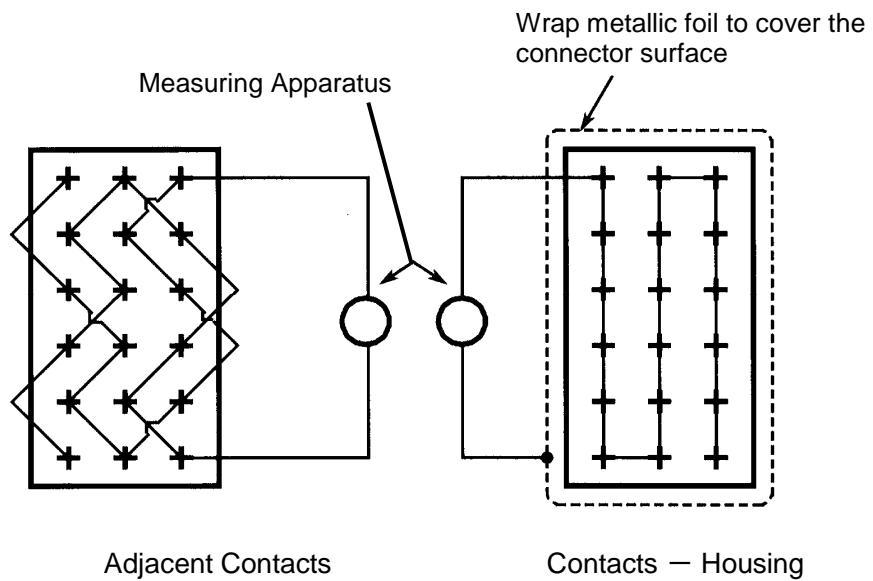 Wrap metallic foil to cover the
connector surface
Measuring Apparatus
Adjacent Contacts
Contacts — Housing